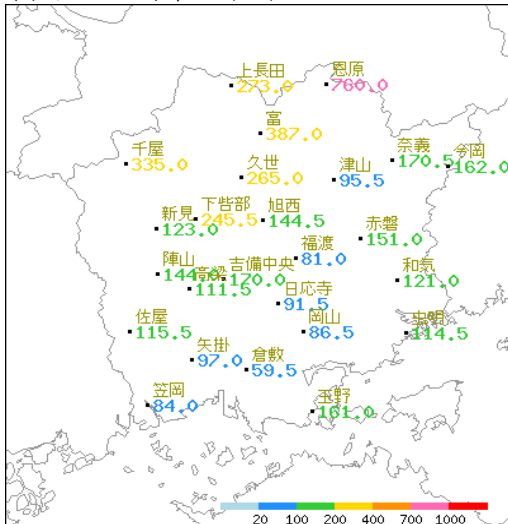 上長田
273.0
恩原
760.0
富
387.0
千屋
335.0
久世
265.0
津山
95.5
奈義
170.5
今岡
162.0
下呰部
245.5
旭西
144.5
新見
123.0
赤磐
151.0
福渡
81.0
陣山
144.0
高梁
111.5
吉備中央
170.0
和気
121.0
日応寺
91.5
佐屋
115.5
岡山
86.5
虫明
114.5
矢掛
97.0
倉敷
59.5
笠岡
84.0
玉野
161.0
20 100 200 400 700 1000